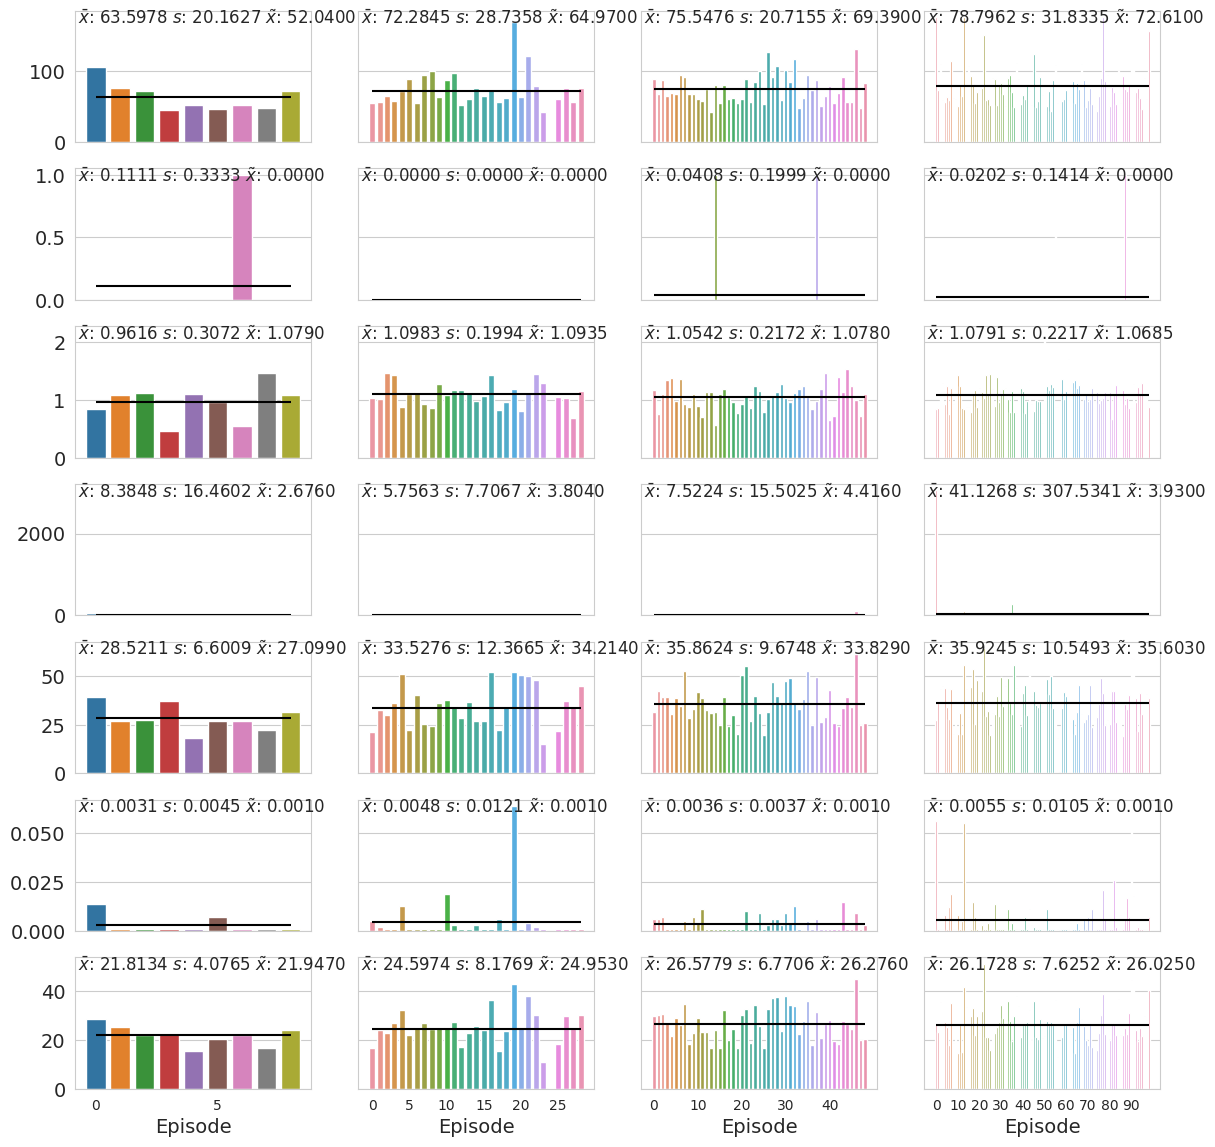 x̄: 63.5978 s: 20.1627 x̃: 52.0400 x̄: 72.2845 s: 28.7358 x̃: 64.9700 x̄: 75.5476 s: 20.7155 x̃: 69.3900 x̄: 78.7962 s: 31.8335 x̃: 72.6100
100
0
x̄: 0.1111 s: 0.3333 x̃: 0.0000 x̄: 0.0000 s: 0.0000 x̃: 0.0000 x̄: 0.0408 s: 0.1999 x̃: 0.0000 x̄: 0.0202 s: 0.1414 x̃: 0.0000
1.0
0.5
0.0
x̄: 0.9616 s: 0.3072 x̃: 1.0790 x̄: 1.0983 s: 0.1994 x̃: 1.0935 x̄: 1.0542 s: 0.2172 x̃: 1.0780 x̄: 1.0791 s: 0.2217 x̃: 1.0685
2
1
0
x̄: 8.3848 s: 16.4602 x̃: 2.6760 x̄: 5.7563 s: 7.7067 x̃: 3.8040 x̄: 7.5224 s: 15.5025 x̃: 4.4160 x̄: 41.1268 s: 307.5341 x̃: 3.9300
2000
0
x̄: 28.5211 s: 6.6009 x̃: 27.0990 x̄: 33.5276 s: 12.3665 x̃: 34.2140 x̄: 35.8624 s: 9.6748 x̃: 33.8290 x̄: 35.9245 s: 10.5493 x̃: 35.6030
50
25
0
x̄: 0.0031 s: 0.0045 x̃: 0.0010 x̄: 0.0048 s: 0.0121 x̃: 0.0010 x̄: 0.0036 s: 0.0037 x̃: 0.0010 x̄: 0.0055 s: 0.0105 x̃: 0.0010
0.050
0.025
0.000
x̄: 21.8134 s: 4.0765 x̃: 21.9470 x̄: 24.5974 s: 8.1769 x̃: 24.9530 x̄: 26.5779 s: 6.7706 x̃: 26.2760 x̄: 26.1728 s: 7.6252 x̃: 26.0250
40
20
0
0 5 0 5 10 15 20 25 0 10 20 30 40 0 10 20 30 40 50 60 70 80 90
Episode Episode Episode Episode